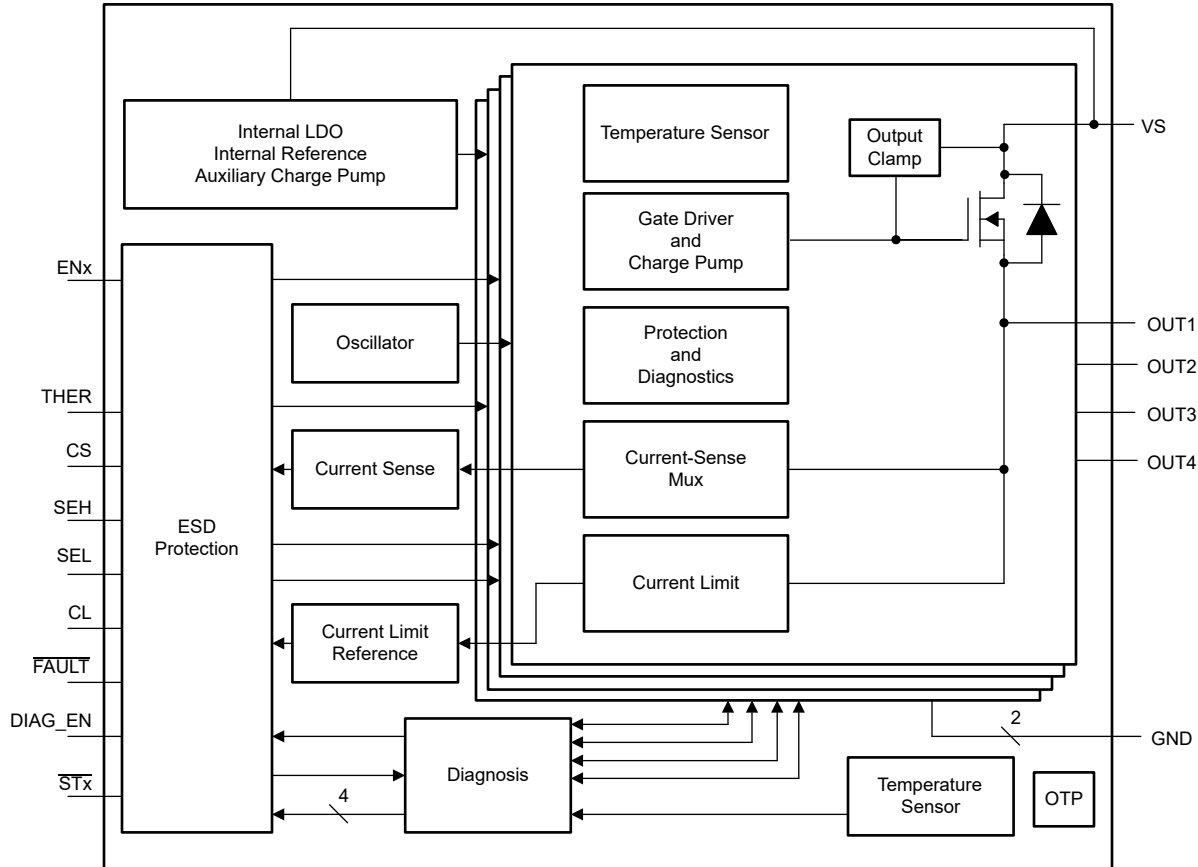 Internal LDO
Internal Reference
Auxiliary Charge Pump
Temperature Sensor
Output
Clamp
VS
Gate Driver
and
Charge Pump
ENx
Oscillator
Protection
and
Diagnostics
OUT1
OUT2
OUT3
OUT4
THER
CS
SEH
SEL
CL
FAULT
DIAG_EN
STx
ESD
Protection
Current Sense
Current-Sense
Mux
Current Limit
Current Limit
Reference
Diagnosis
4
2
GND
Temperature
Sensor
OTP